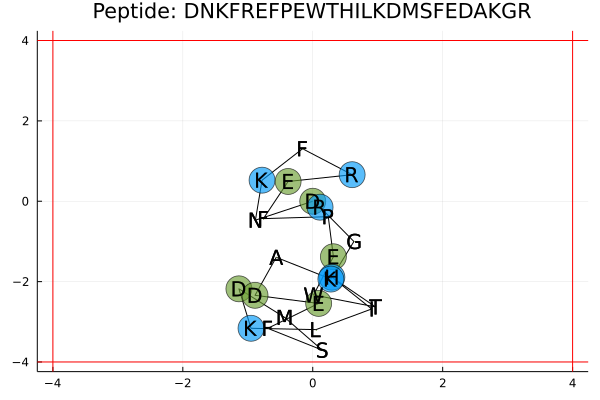 Peptide: DNKFREFPEWTHILKDMSFEDAKGR
4
F
K
E
R
2
D
R
0
N
F
P
G
E
A
K
H
-2
D
D
W
E
I
T
M
K
F
L
S
-4
-4
-2
0
2
4